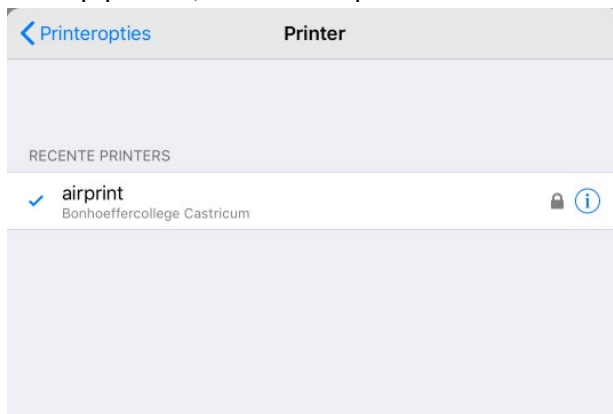 Printeropties
Printer
RECENTE PRINTERS
airprint
Bonhoeffercollege Castricum